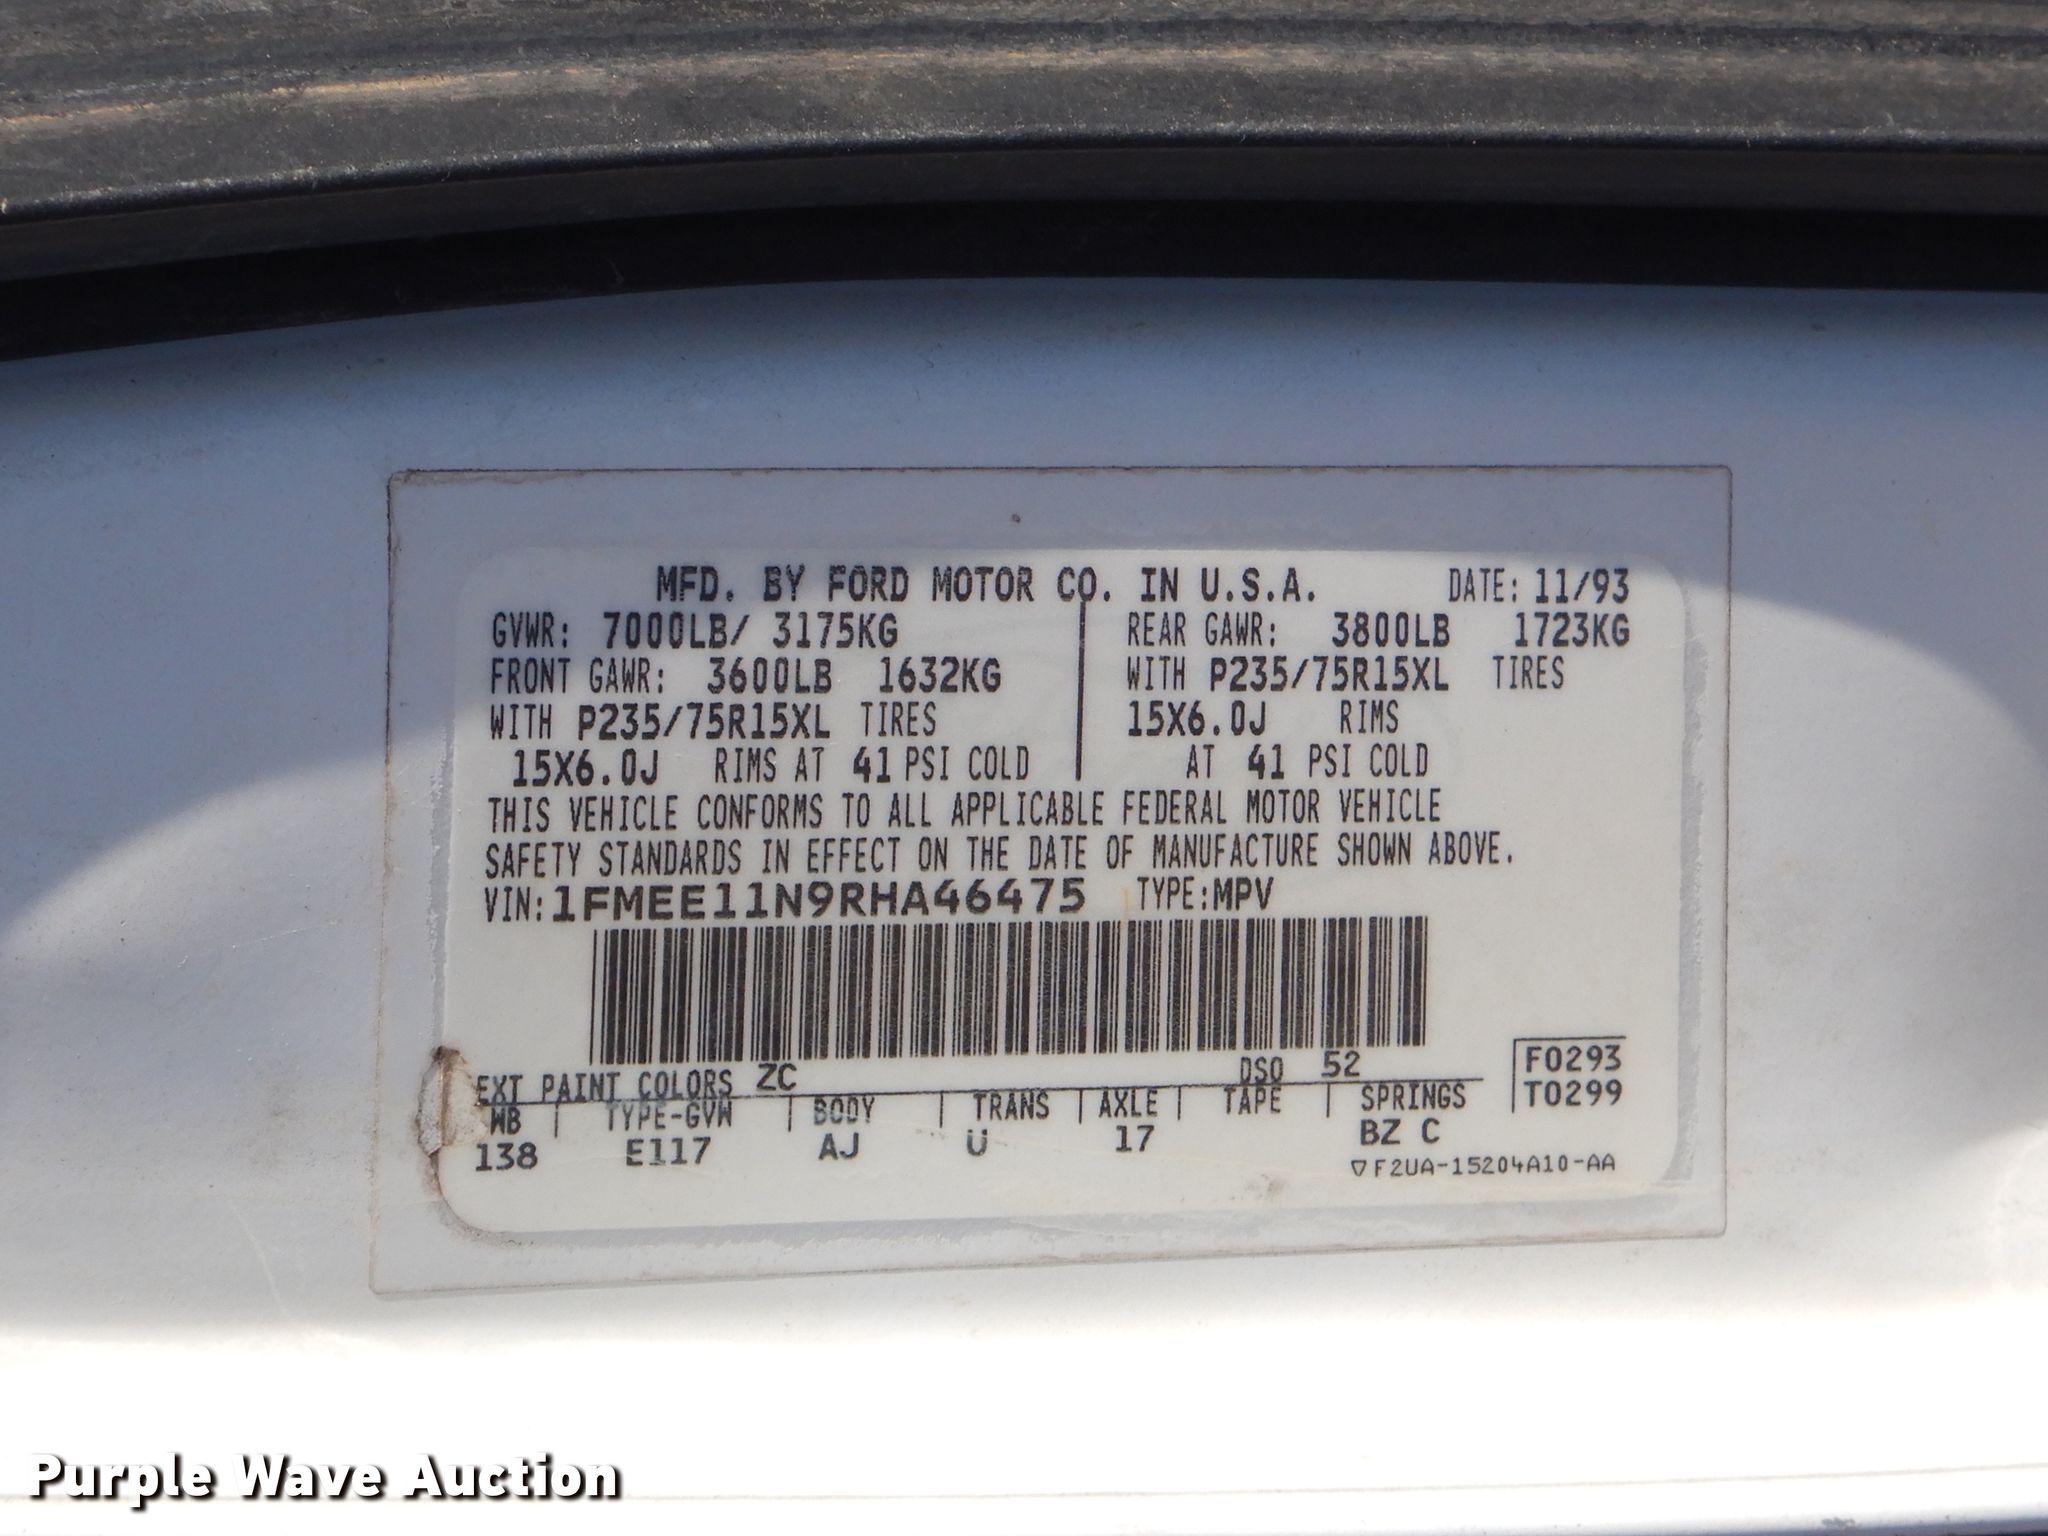 MFD. BY FORD MOTOR CO. IN U.S.A. DATE: 11/93
GVWR: 7000LB/ 3175KG REAR GAWR: 3800LB 1723KG
FRONT GAWR: 3600LB 1632KG WITH P235/75R15XL TIRES
WITH P235/75R15XL TIRES 15X6.0J RIMS
15X6.0J RIMS AT 41 PSI COLD AT 41 PSI COLD
THIS VEHICLE CONFORMS TO ALL APPLICABLE FEDERAL MOTOR VEHICLE
SAFETY STANDARDS IN EFFECT ON THE DATE OF MANUFACTURE SHOWN ABOVE.
VIN: 1FMEE11N9RHA46475 TYPE: MPV
EXT PAINT COLORS ZC DSO 52 F0293
WB TYPE-GVW BODY TRANS AXLE TAPE SPRINGS T0299
138 E117 AJ U 17 BZ C
▽F2UA-15204A10-AA
Purple Wave Auction